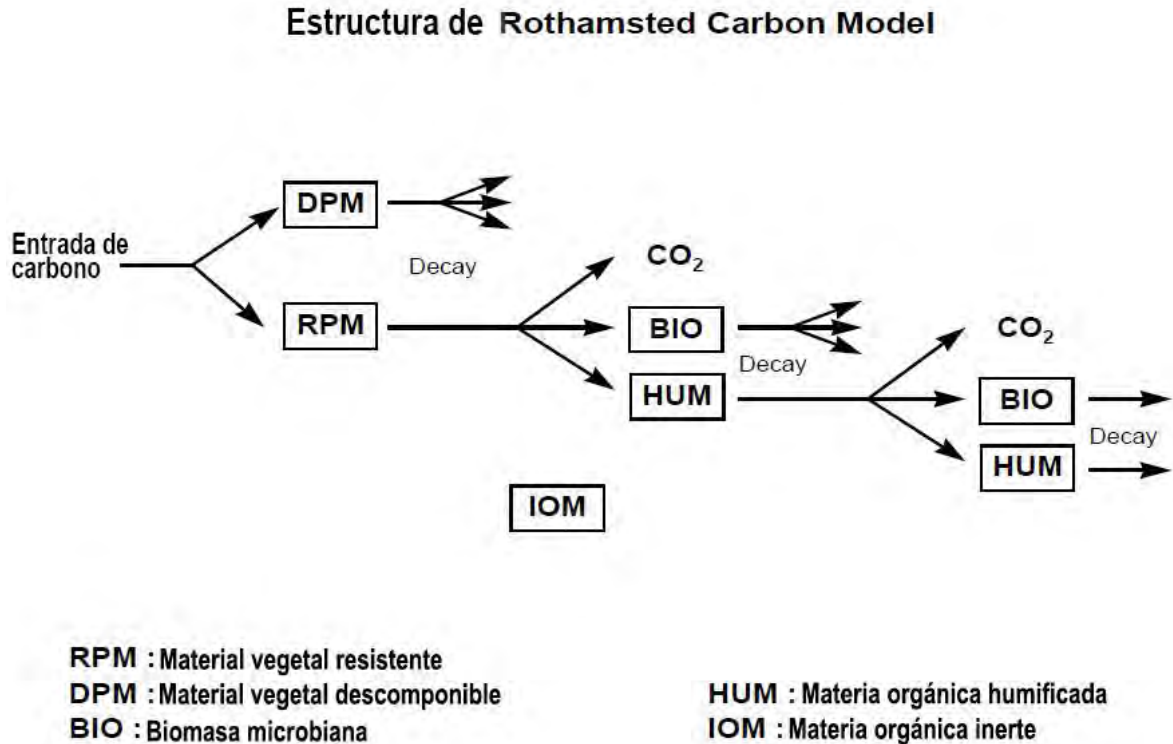 Estructura de Rothamsted Carbon Model
DPM
Entrada de
carbono
Decay
CO₂
RPM
BIO
CO₂
Decay
HUM
BIO
Decay
HUM
IOM
RPM : Material vegetal resistente
DPM : Material vegetal descomponible
BIO : Biomasa microbiana
HUM : Materia orgánica humificada
IOM : Materia orgánica inerte